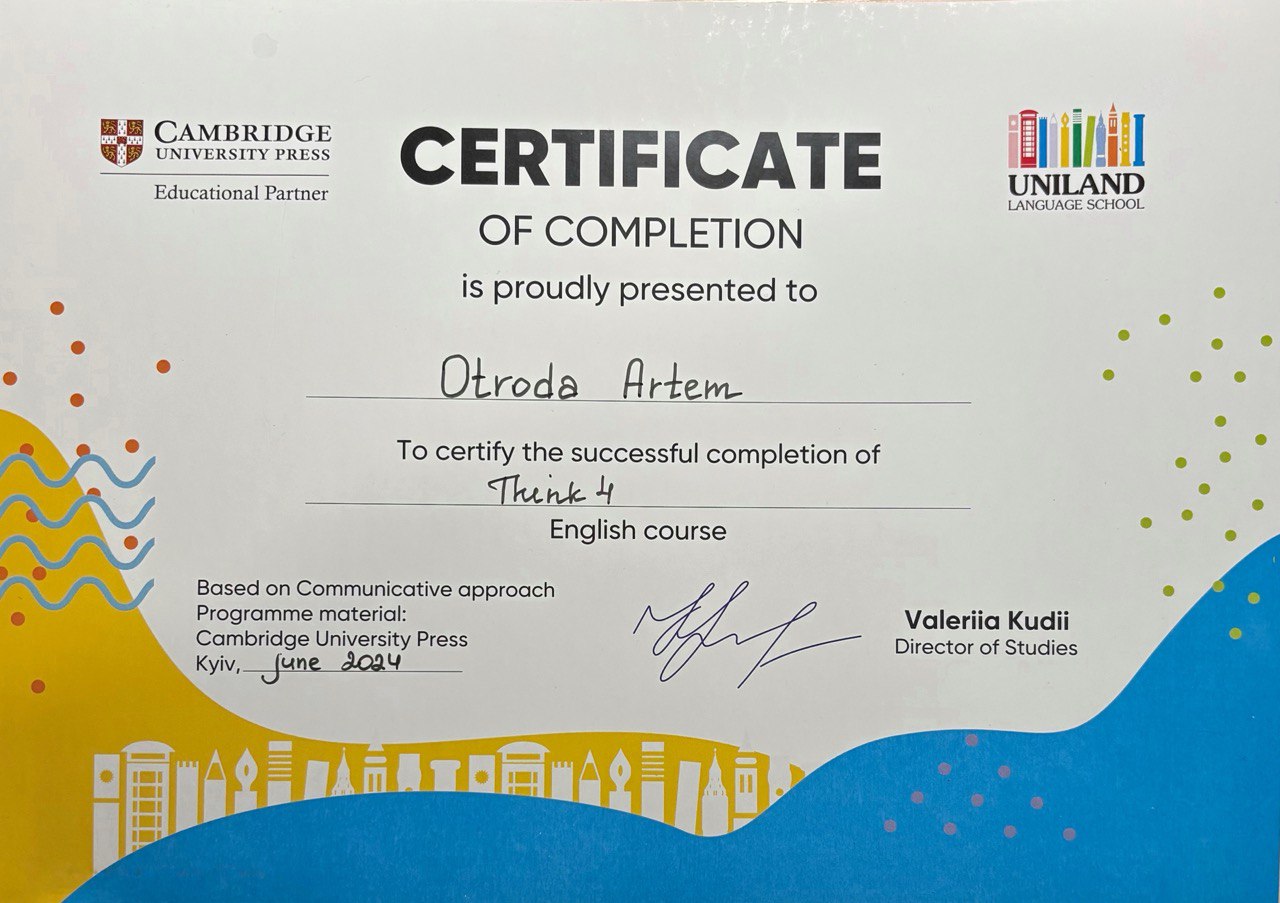 CAMBRIDGE
UNIVERSITY PRESS
Educational Partner
CERTIFICATE
OF COMPLETION
is proudly presented to
UNILAND
LANGUAGE SCHOOL
Otroda Artem
To certify the successful completion of
Think 4
English course
Based on Communicative approach
Programme material:
Cambridge University Press
Kyiv, june 2024
Valeriia Kudii
Director of Studies